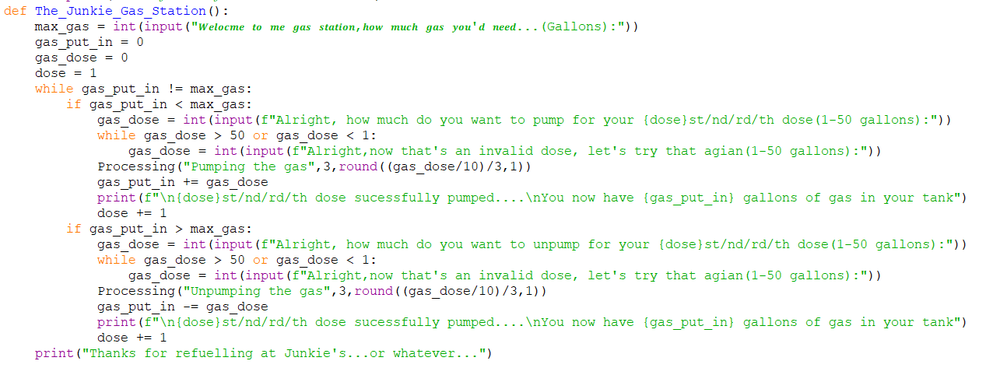 def The_Junkie_Gas_Station():
    max_gas = int(input("Welocme to me gas station,how much gas you'd need...(Gallons):"))
    gas_put_in = 0
    gas_dose = 0
    dose = 1
    while gas_put_in != max_gas:
        if gas_put_in < max_gas:
            gas_dose = int(input(f"Alright, how much do you want to pump for your {dose}st/nd/rd/th dose(1-50 gallons):"))
            while gas_dose > 50 or gas_dose < 1:
                gas_dose = int(input(f"Alright,now that's an invalid dose, let's try that agian(1-50 gallons):"))
            Processing("Pumping the gas",3,round((gas_dose/10)/3,1))
            gas_put_in += gas_dose
            print(f"\n{dose}st/nd/rd/th dose sucessfully pumped....\nYou now have {gas_put_in} gallons of gas in your tank")
            dose += 1
        if gas_put_in > max_gas:
            gas_dose = int(input(f"Alright, how much do you want to unpump for your {dose}st/nd/rd/th dose(1-50 gallons):"))
            while gas_dose > 50 or gas_dose < 1:
                gas_dose = int(input(f"Alright,now that's an invalid dose, let's try that agian(1-50 gallons):"))
            Processing("Unpumping the gas",3,round((gas_dose/10)/3,1))
            gas_put_in -= gas_dose
            print(f"\n{dose}st/nd/rd/th dose sucessfully pumped....\nYou now have {gas_put_in} gallons of gas in your tank")
            dose += 1
    print("Thanks for refuelling at Junkie's...or whatever...")